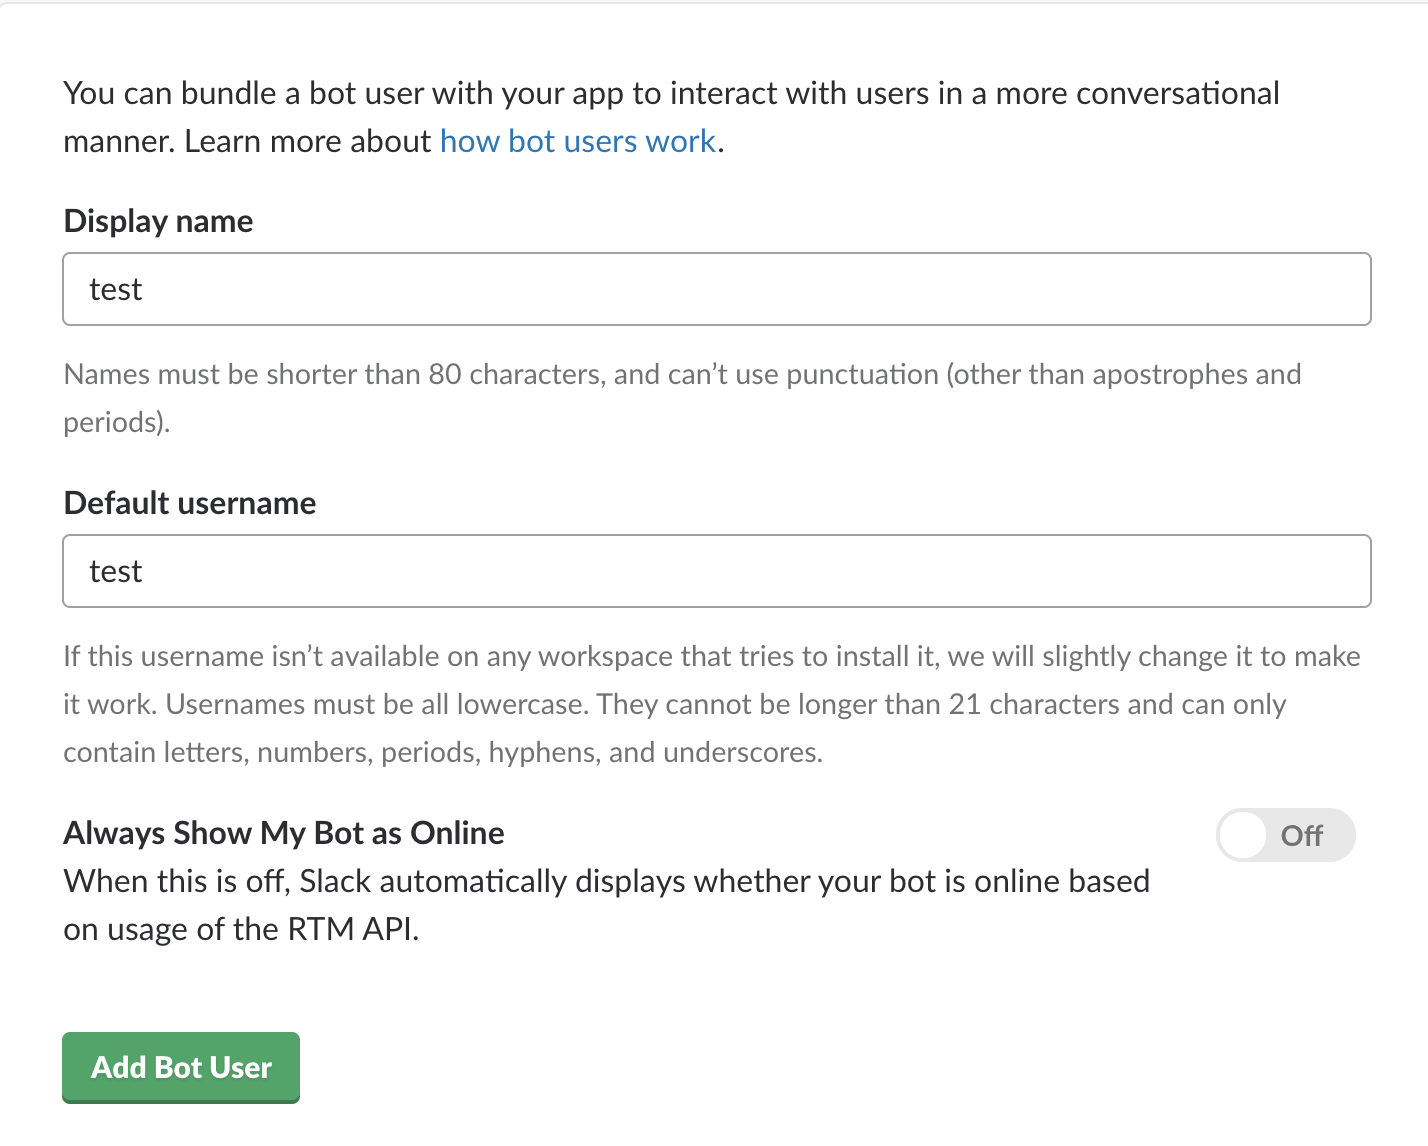 You can bundle a bot user with your app to interact with users in a more conversational
manner. Learn more about how bot users work.
Display name
test
Names must be shorter than 80 characters, and can’t use punctuation (other than apostrophes and
periods).
Default username
test
If this username isn’t available on any workspace that tries to install it, we will slightly change it to make
it work. Usernames must be all lowercase. They cannot be longer than 21 characters and can only
contain letters, numbers, periods, hyphens, and underscores.
Always Show My Bot as Online
Off
When this is off, Slack automatically displays whether your bot is online based
on usage of the RTM API.
Add Bot User